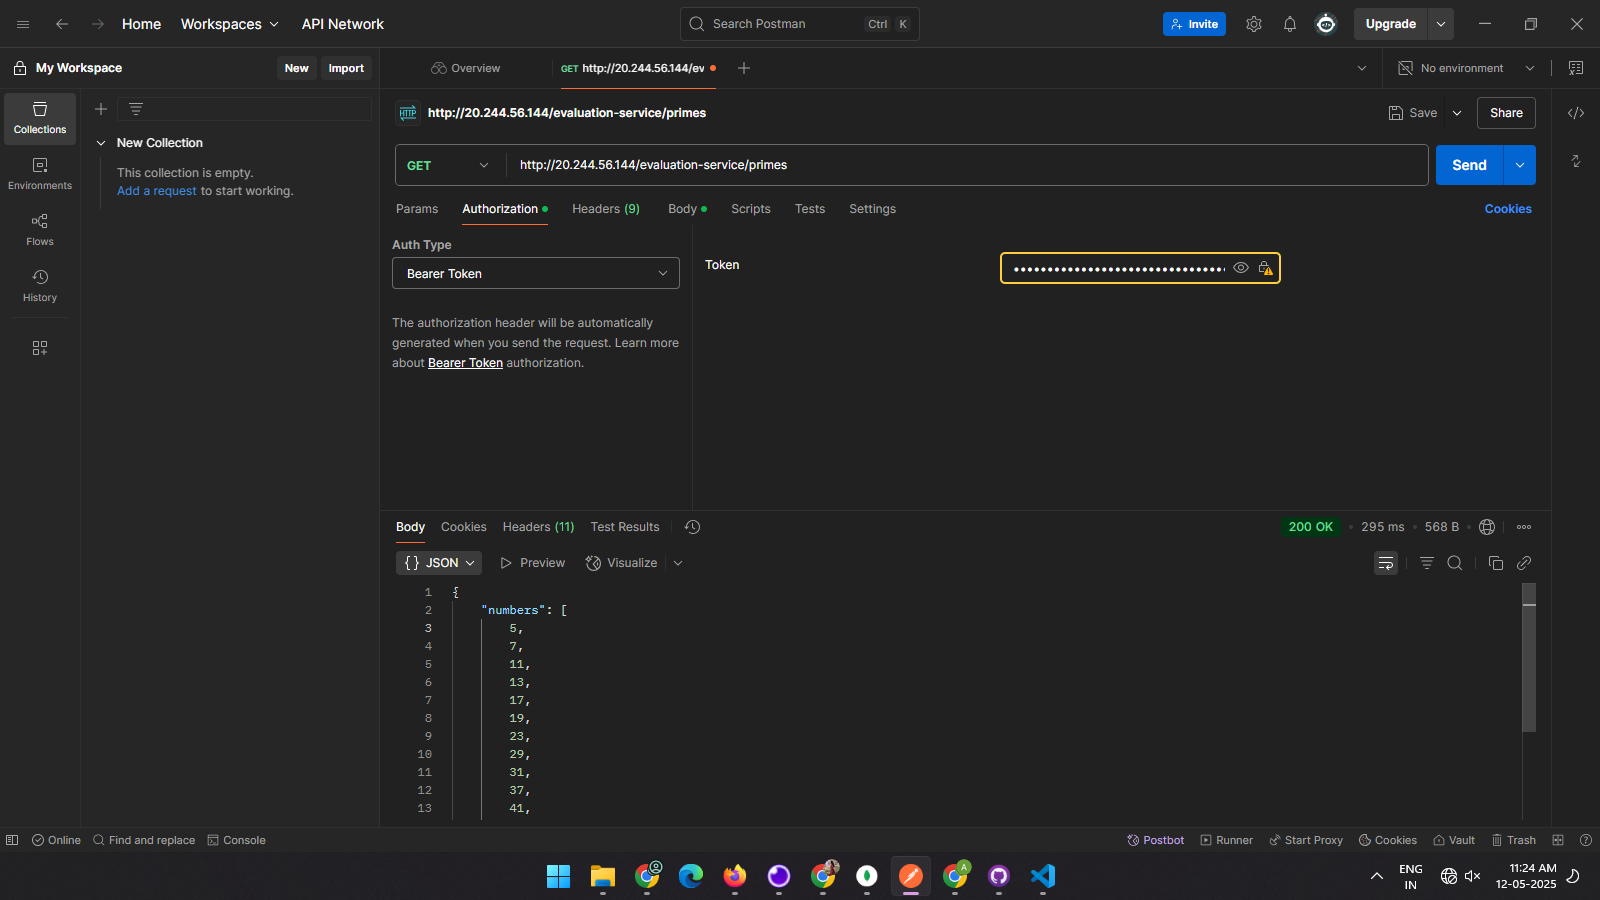 Home Workspaces API Network Search Postman Ctrl K Invite Upgrade
My Workspace New Import Overview GET http://20.244.56.144/ev No environment
http://20.244.56.144/evaluation-service/primes Save Share
Collections
New Collection
This collection is empty.
Add a request to start working.
Environments
Flows
History
GET http://20.244.56.144/evaluation-service/primes Send
Params Authorization Headers (9) Body Scripts Tests Settings Cookies
Auth Type
Bearer Token
Token
The authorization header will be automatically
generated when you send the request. Learn more
about Bearer Token authorization.
Body Cookies Headers (11) Test Results 200 OK 295 ms 568 B
{} JSON Preview Visualize
1 {
2 "numbers": [
3 5,
4 7,
5 11,
6 13,
7 17,
8 19,
9 23,
10 29,
11 31,
12 37,
13 41,
Online Find and replace Console Postbot Runner Start Proxy Cookies Vault Trash
A
ENG
IN
11:24 AM
12-05-2025